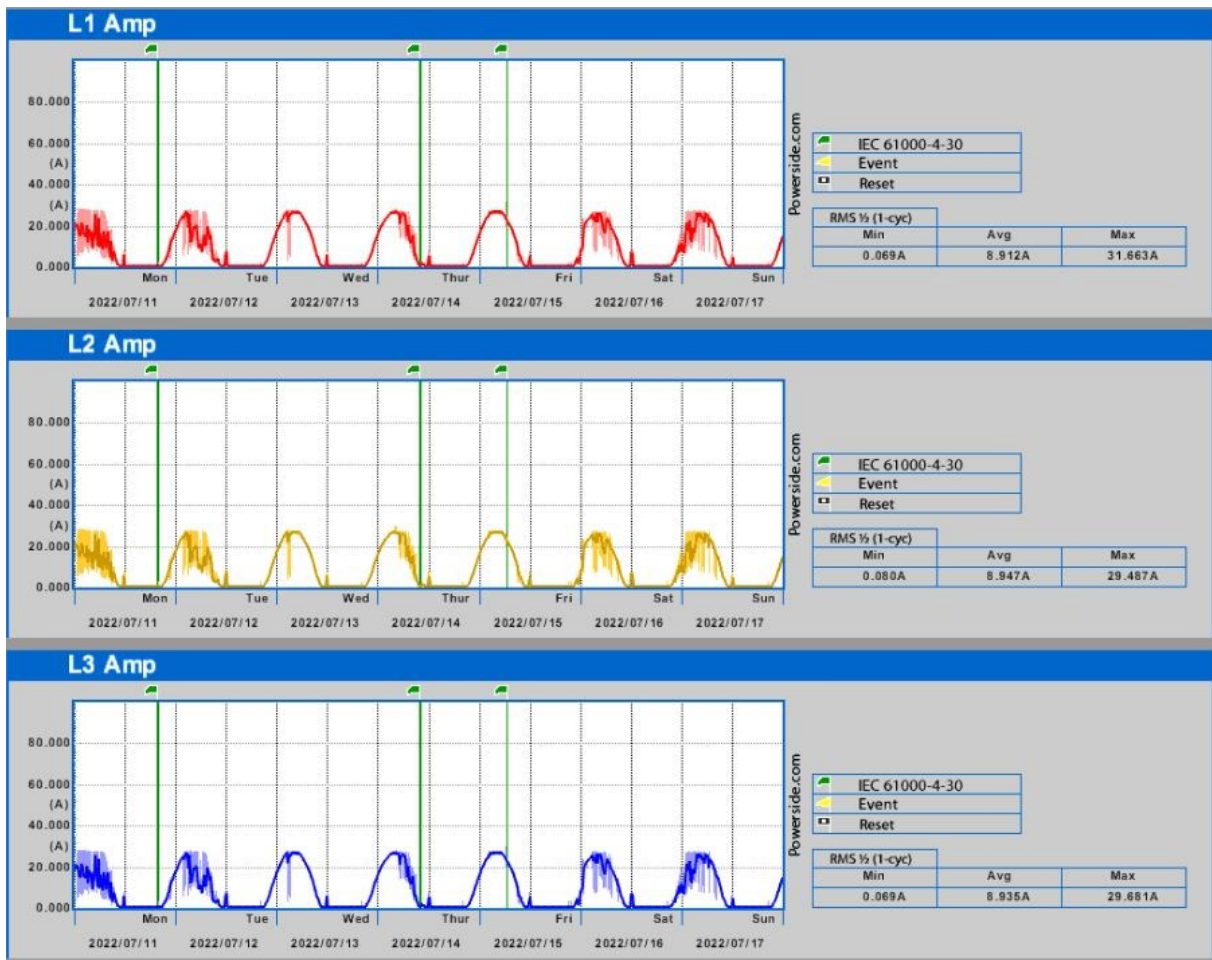 L1 Amp
80.000
60.000
(A)
40.000
(A)
20.000
0.000
Mon Tue Wed Thur Fri Sat Sun
2022/07/11 2022/07/12 2022/07/13 2022/07/14 2022/07/15 2022/07/16 2022/07/17
Powerside.com
IEC 61000-4-30
Event
Reset
RMS ½ (1-cyc)
Min Avg Max
0.069A 8.912A 31.663A
L2 Amp
80.000
60.000
(A)
40.000
(A)
20.000
0.000
Mon Tue Wed Thur Fri Sat Sun
2022/07/11 2022/07/12 2022/07/13 2022/07/14 2022/07/15 2022/07/16 2022/07/17
Powerside.com
IEC 61000-4-30
Event
Reset
RMS ½ (1-cyc)
Min Avg Max
0.080A 8.947A 29.487A
L3 Amp
80.000
60.000
(A)
40.000
(A)
20.000
0.000
Mon Tue Wed Thur Fri Sat Sun
2022/07/11 2022/07/12 2022/07/13 2022/07/14 2022/07/15 2022/07/16 2022/07/17
Powerside.com
IEC 61000-4-30
Event
Reset
RMS ½ (1-cyc)
Min Avg Max
0.069A 8.935A 29.681A